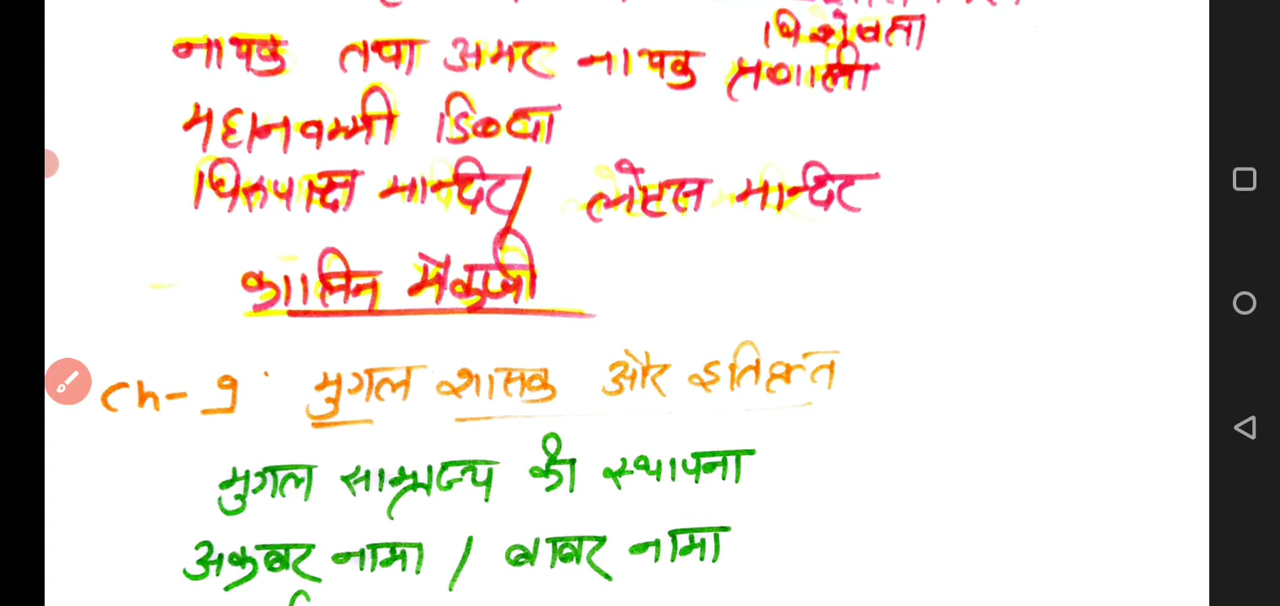 विशेषता
नायक तथा अमर नायक प्रणाली
महानवम्मी डिब्बा
विरुपाक्ष मन्दिर / लोटस मन्दिर
कालिन मैकेन्जी
Ch-9 मुगल शासक और इतिवृत
मुगल साम्राज्य की स्थापना
अकबर नामा / बाबर नामा